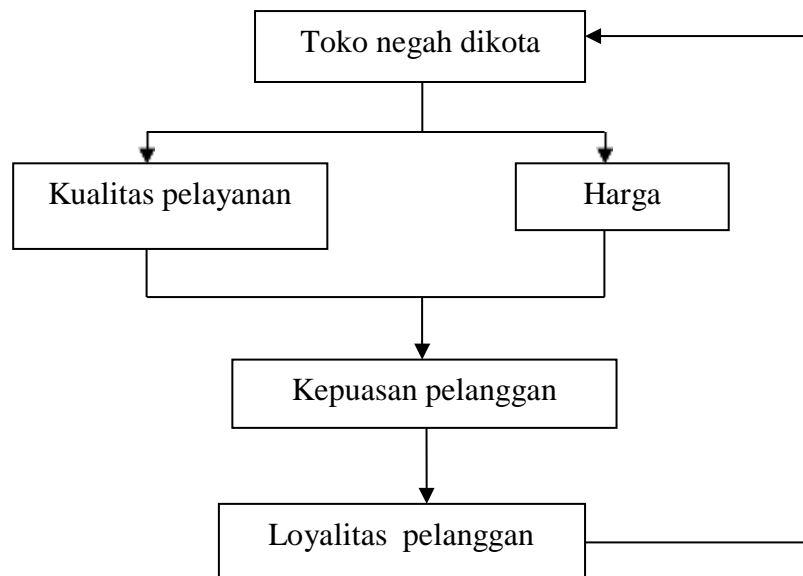 Toko negah dikota
Kualitas pelayanan
Harga
Kepuasan pelanggan
Loyalitas pelanggan